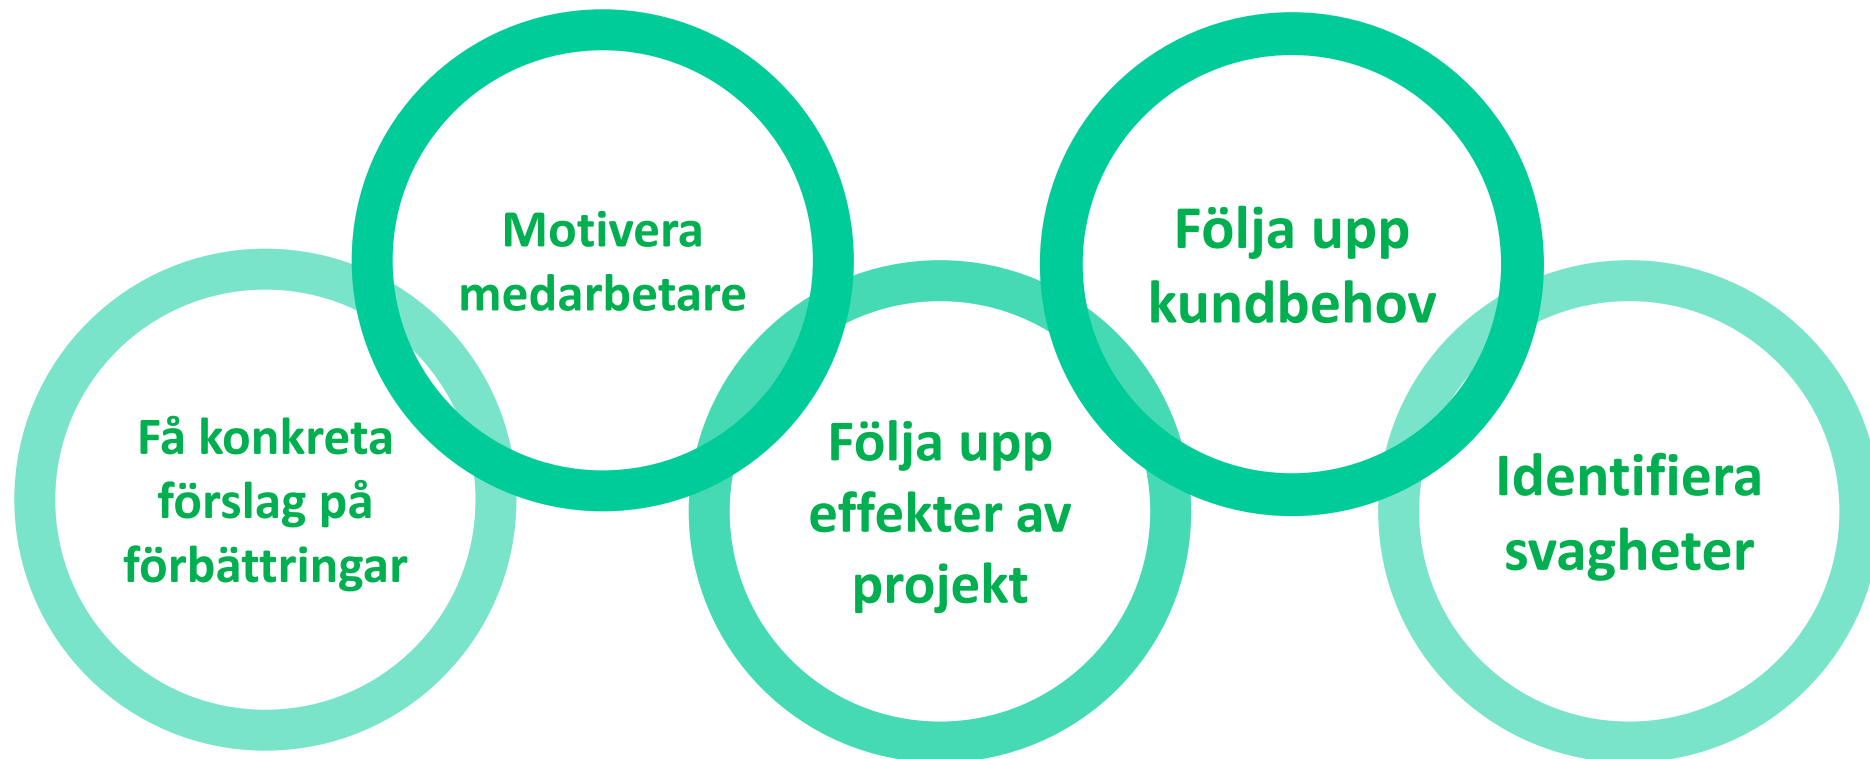 Få konkreta
förslag på
förbättringar
Motivera
medarbetare
Följa upp
effekter av
projekt
Följa upp
kundbehov
Identifiera
svagheter